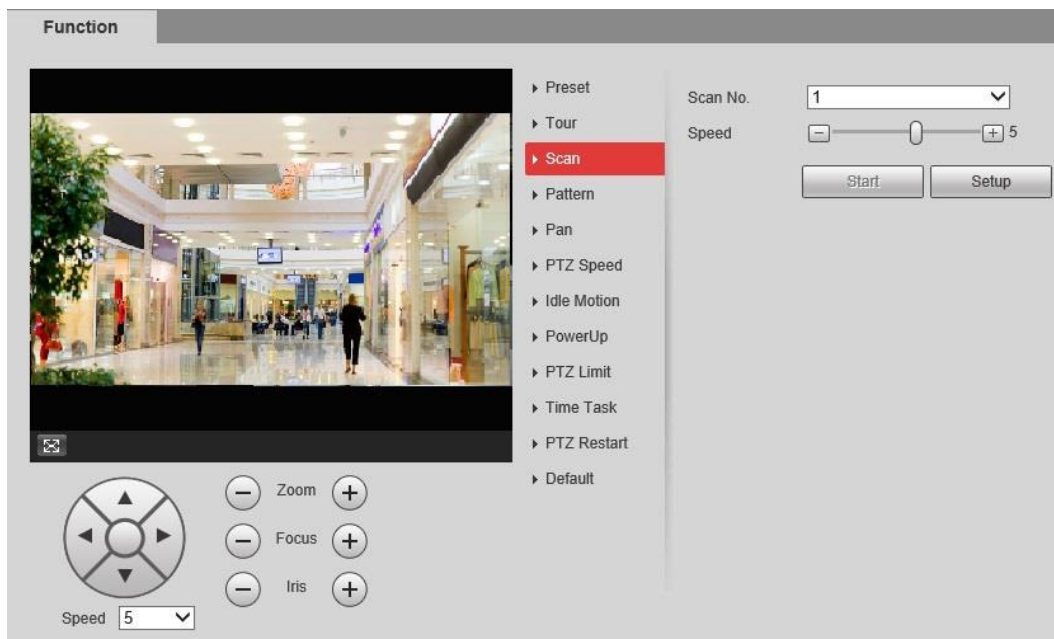 Function
Preset
Tour
Scan
Pattern
Pan
PTZ Speed
Idle Motion
PowerUp
PTZ Limit
Time Task
PTZ Restart
Default
Scan No. 1
Speed 5
Start Setup
Zoom
Focus
Iris
Speed 5